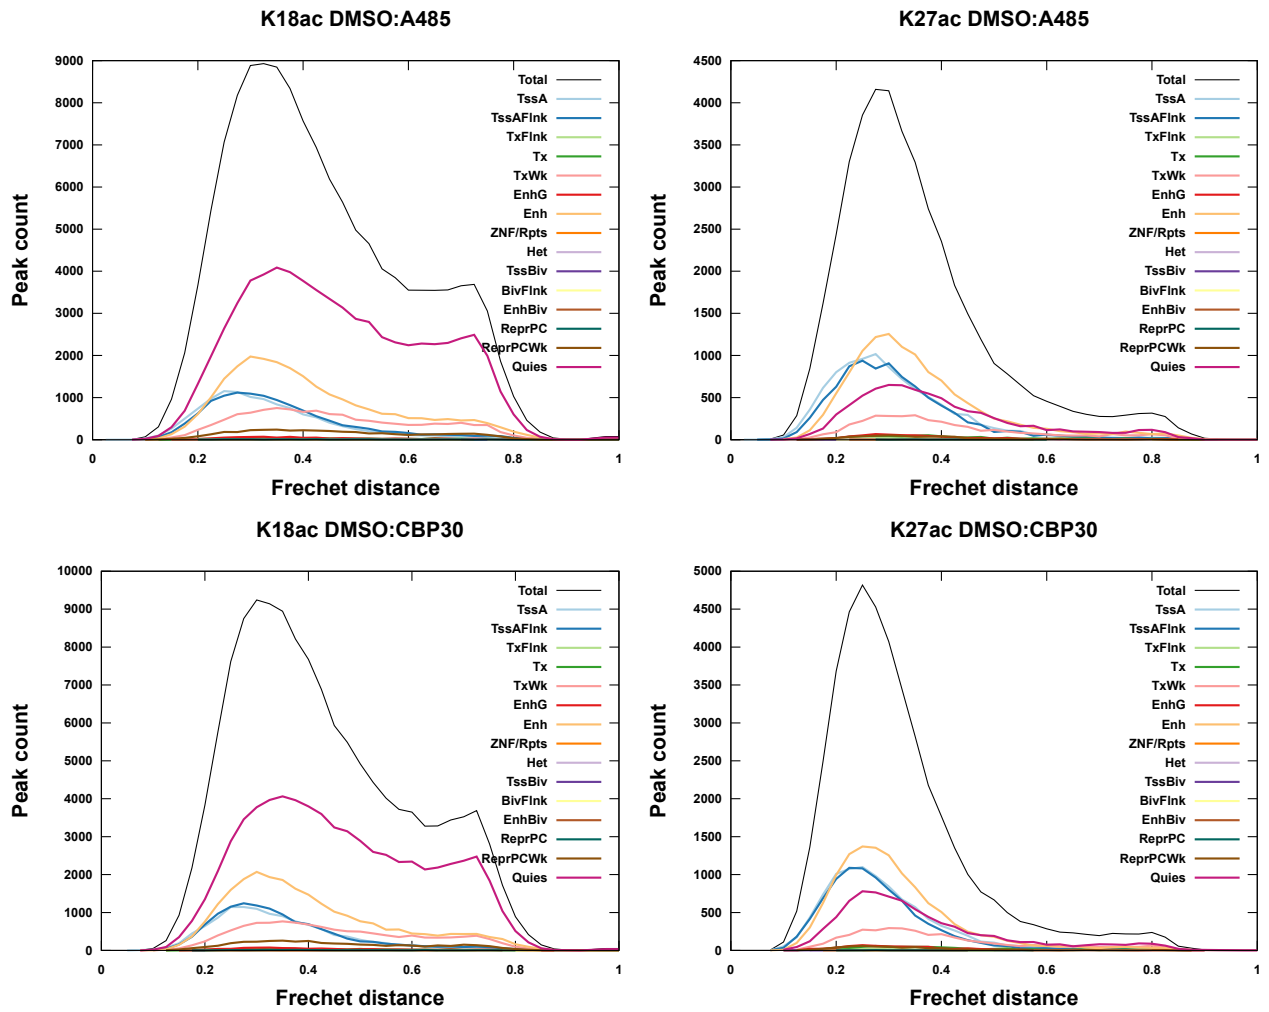 K18ac DMSO:A485
9000
8000
7000
6000
5000
4000
3000
2000
1000
0
0
0.2
0.4
0.6
0.8
1
Peak count
Frechet distance
Total
TssA
TssAFlnk
TxFlnk
Tx
TxWk
EnhG
Enh
ZNF/Rpts
Het
TssBiv
BivFlnk
EnhBiv
ReprPC
ReprPCWk
Quies
K27ac DMSO:A485
4500
4000
3500
3000
2500
2000
1500
1000
500
0
0
0.2
0.4
0.6
0.8
1
Peak count
Frechet distance
Total
TssA
TssAFlnk
TxFlnk
Tx
TxWk
EnhG
Enh
ZNF/Rpts
Het
TssBiv
BivFlnk
EnhBiv
ReprPC
ReprPCWk
Quies
K18ac DMSO:CBP30
10000
9000
8000
7000
6000
5000
4000
3000
2000
1000
0
0
0.2
0.4
0.6
0.8
1
Peak count
Frechet distance
Total
TssA
TssAFlnk
TxFlnk
Tx
TxWk
EnhG
Enh
ZNF/Rpts
Het
TssBiv
BivFlnk
EnhBiv
ReprPC
ReprPCWk
Quies
K27ac DMSO:CBP30
5000
4500
4000
3500
3000
2500
2000
1500
1000
500
0
0
0.2
0.4
0.6
0.8
1
Peak count
Frechet distance
Total
TssA
TssAFlnk
TxFlnk
Tx
TxWk
EnhG
Enh
ZNF/Rpts
Het
TssBiv
BivFlnk
EnhBiv
ReprPC
ReprPCWk
Quies